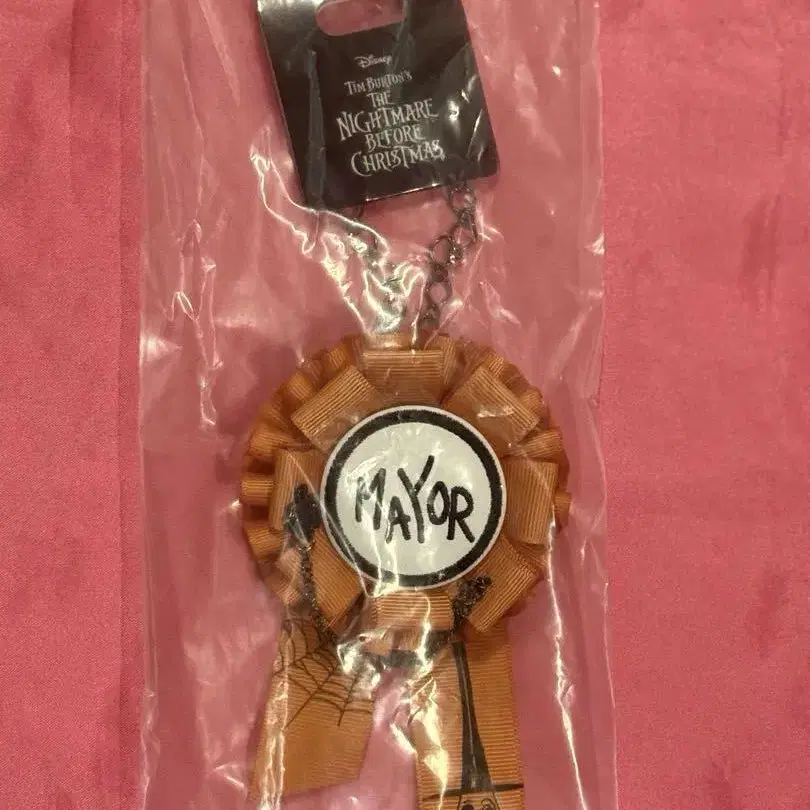 Disney
TIM BURTON'S
THE
NIGHTMARE
BEFORE
CHRISTMAS
MAYOR